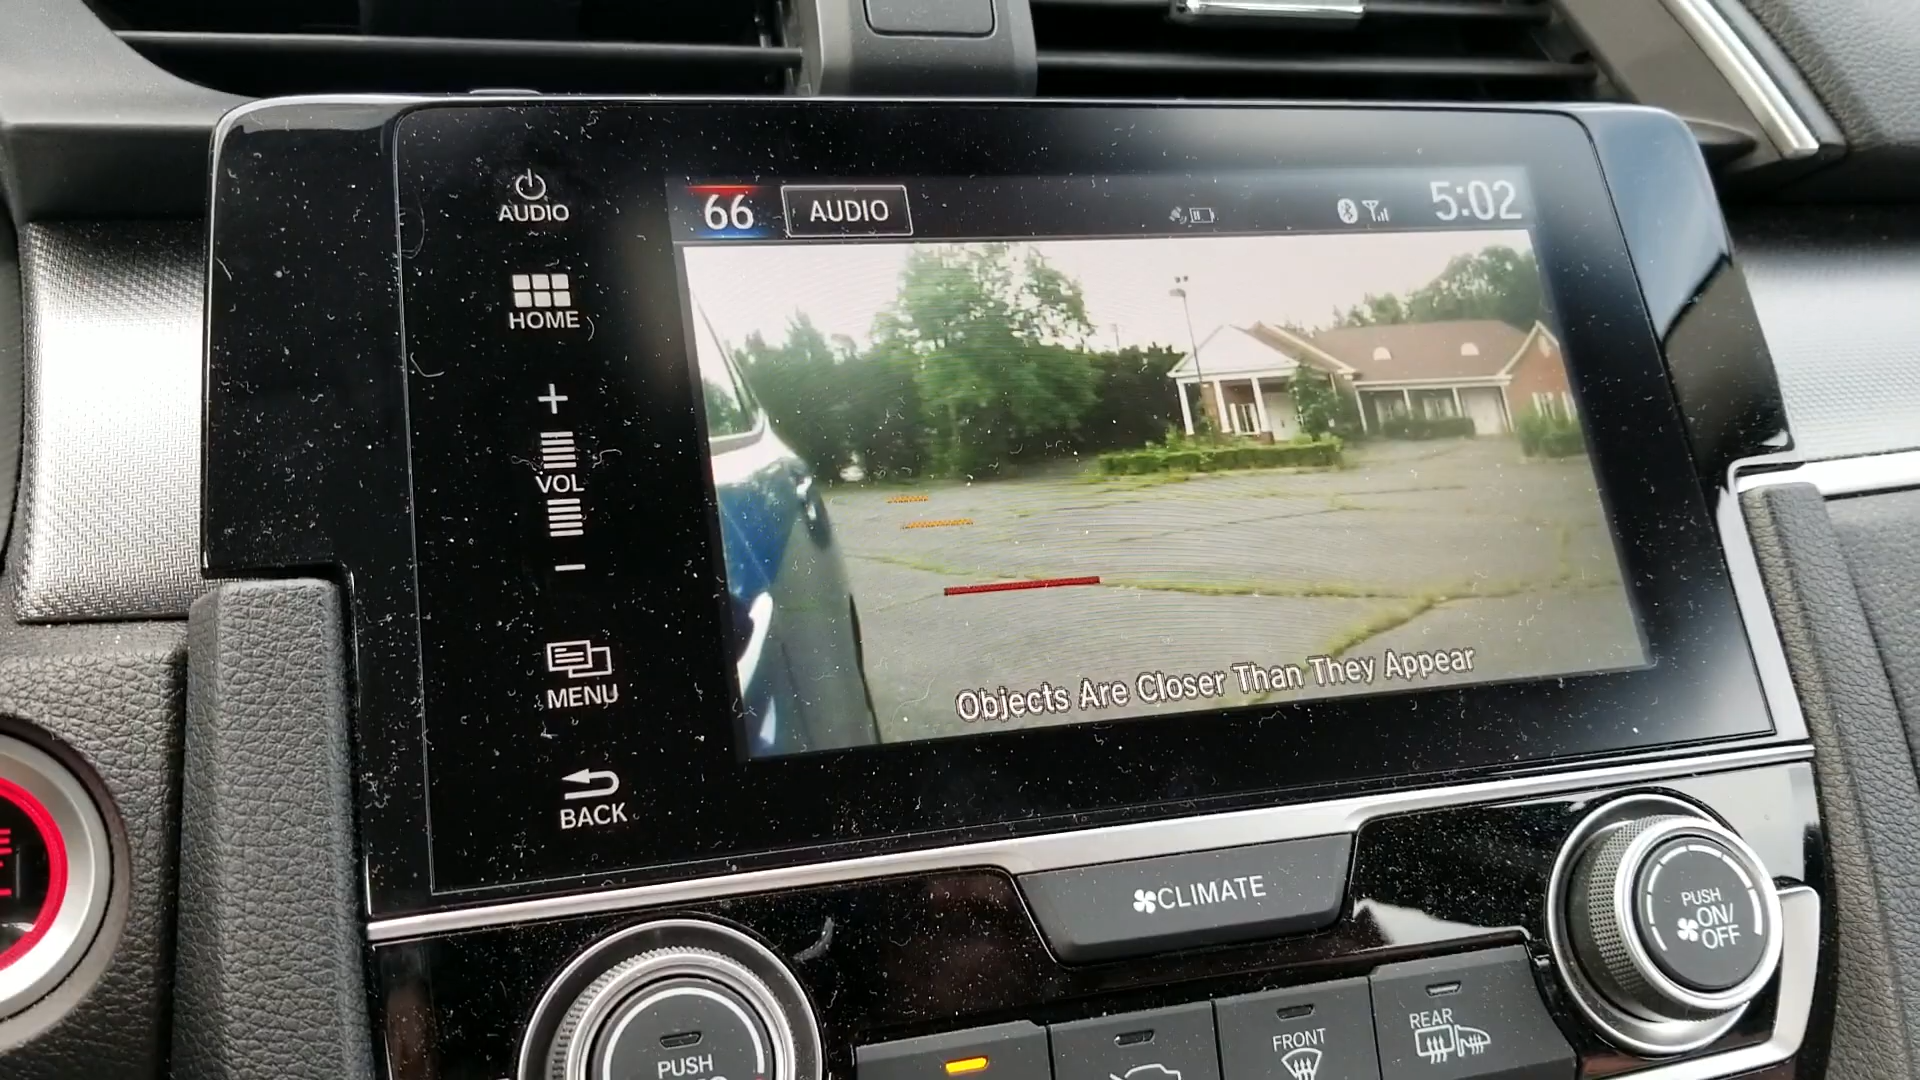 AUDIO
66
AUDIO
5:02
HOME
VOL
MENU
Objects Are Closer Than They Appear
BACK
CLIMATE
PUSH
ON/
OFF
PUSH
FRONT
REAR